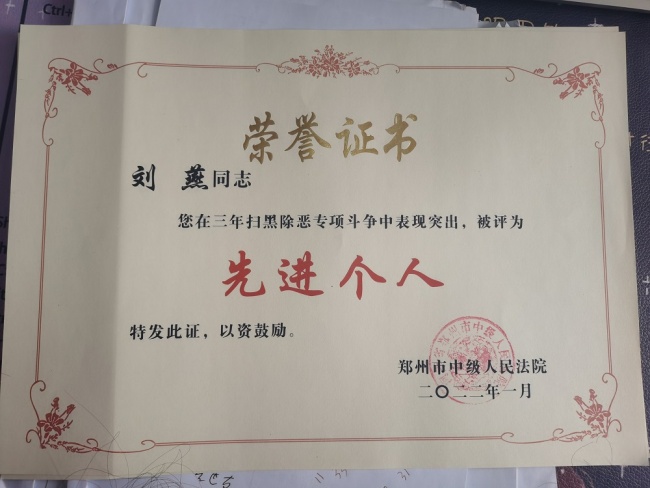 Ctrl+
荣誉证书
刘 燕同志
您在三年扫黑除恶专项斗争中表现突出，被评为
先进个人
特发此证，以资鼓励。
郑州市中级人民法院
二〇二二年一月